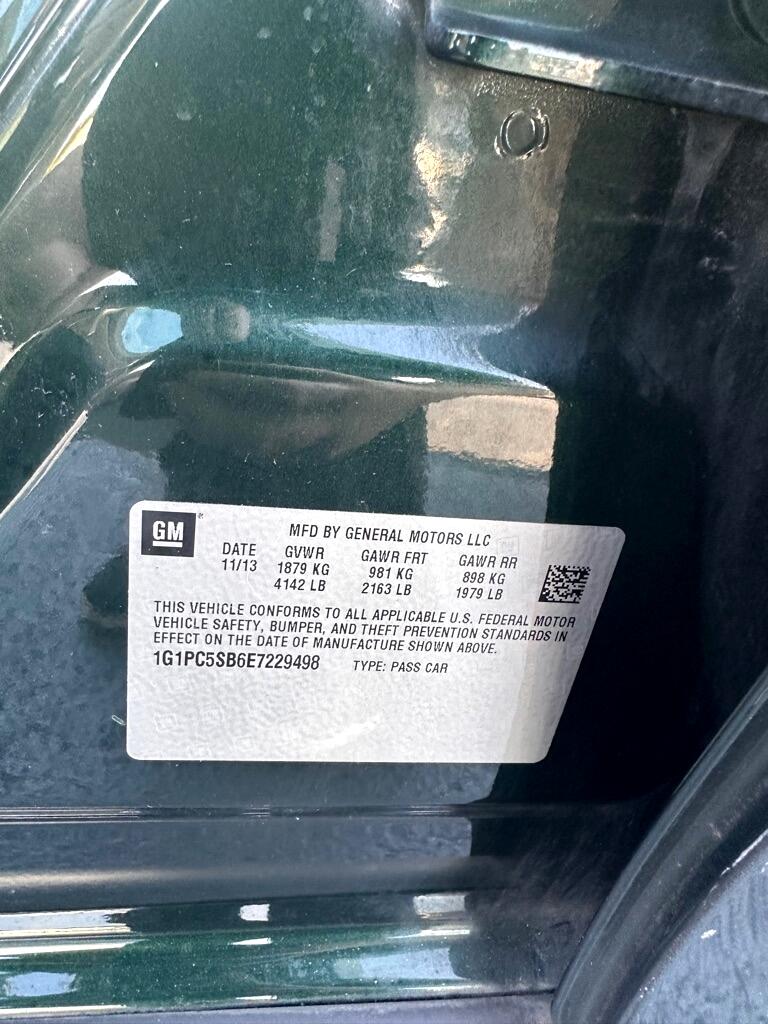 GM
MFD BY GENERAL MOTORS LLC
DATE GVWR GAWR FRT GAWR RR
11/13 1879 KG 981 KG 898 KG
4142 LB 2163 LB 1979 LB
THIS VEHICLE CONFORMS TO ALL APPLICABLE U.S. FEDERAL MOTOR
VEHICLE SAFETY, BUMPER, AND THEFT PREVENTION STANDARDS IN
EFFECT ON THE DATE OF MANUFACTURE SHOWN ABOVE.
1G1PC5SB6E7229498 TYPE: PASS CAR